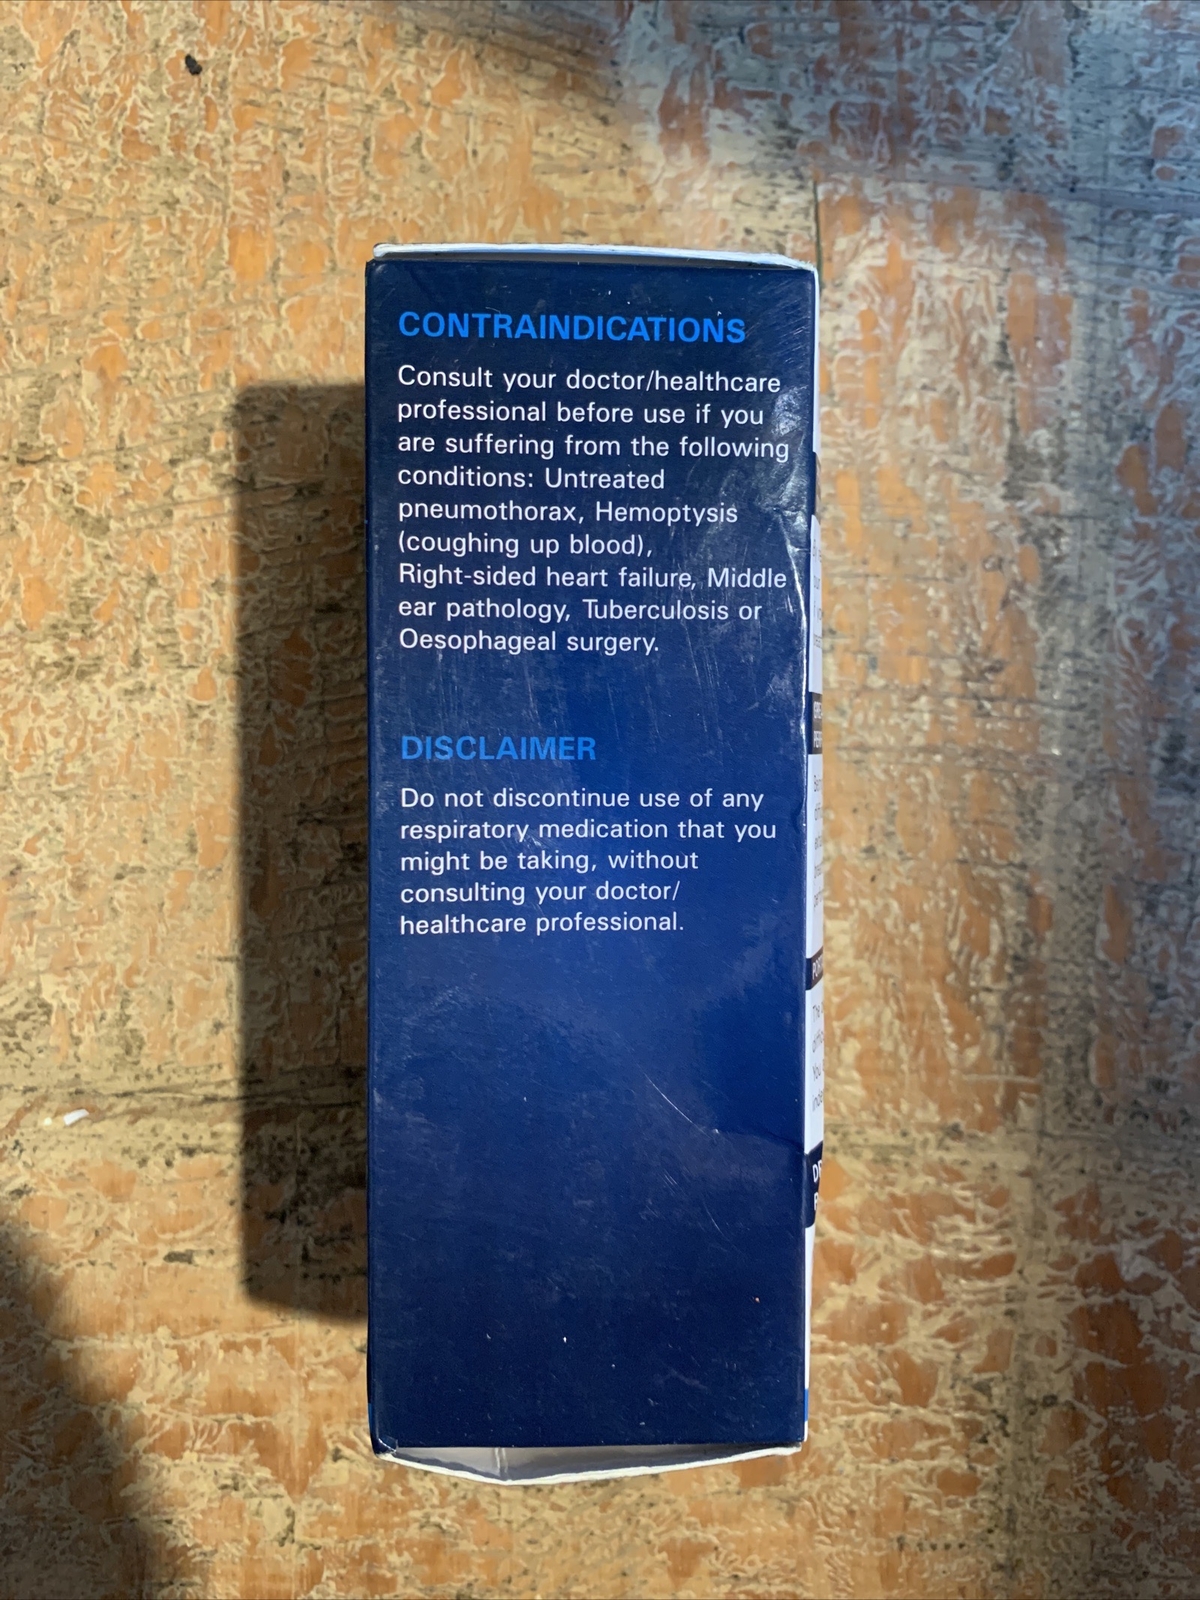 CONTRAINDICATIONS
Consult your doctor/healthcare
professional before use if you
are suffering from the following
conditions: Untreated
pneumothorax, Hemoptysis
(coughing up blood),
Right-sided heart failure, Middle
ear pathology, Tuberculosis or
Oesophageal surgery.
DISCLAIMER
Do not discontinue use of any
respiratory medication that you
might be taking, without
consulting your doctor/
healthcare professional.